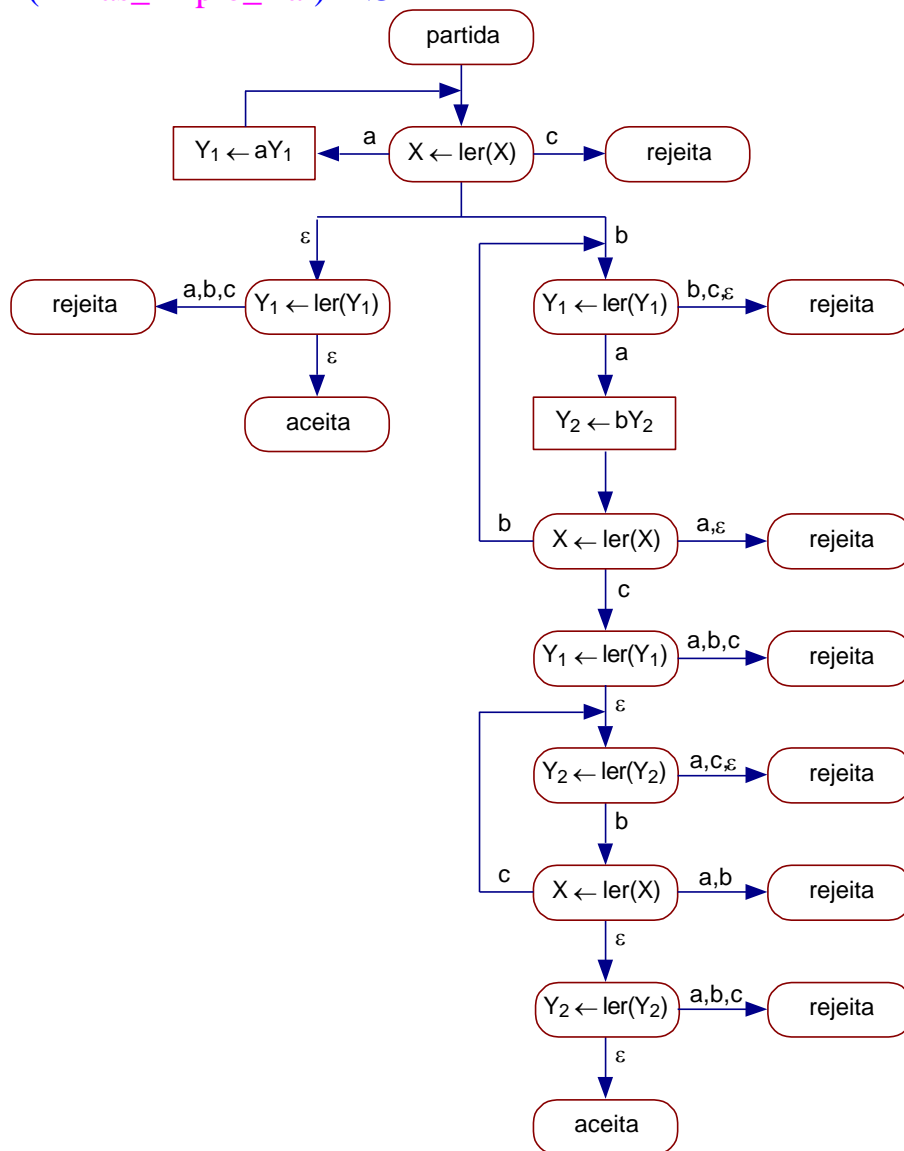 partida
Y₁ ← aY₁
a
X ← ler(X)
c
rejeita
ε
b
rejeita
a,b,c
Y₁ ← ler(Y₁)
Y₁ ← ler(Y₁)
b,c,ε
rejeita
ε
a
aceita
Y₂ ← bY₂
b
X ← ler(X)
a,ε
rejeita
c
Y₁ ← ler(Y₁)
a,b,c
rejeita
ε
Y₂ ← ler(Y₂)
a,c,ε
rejeita
b
c
X ← ler(X)
a,b
rejeita
ε
Y₂ ← ler(Y₂)
a,b,c
rejeita
ε
aceita